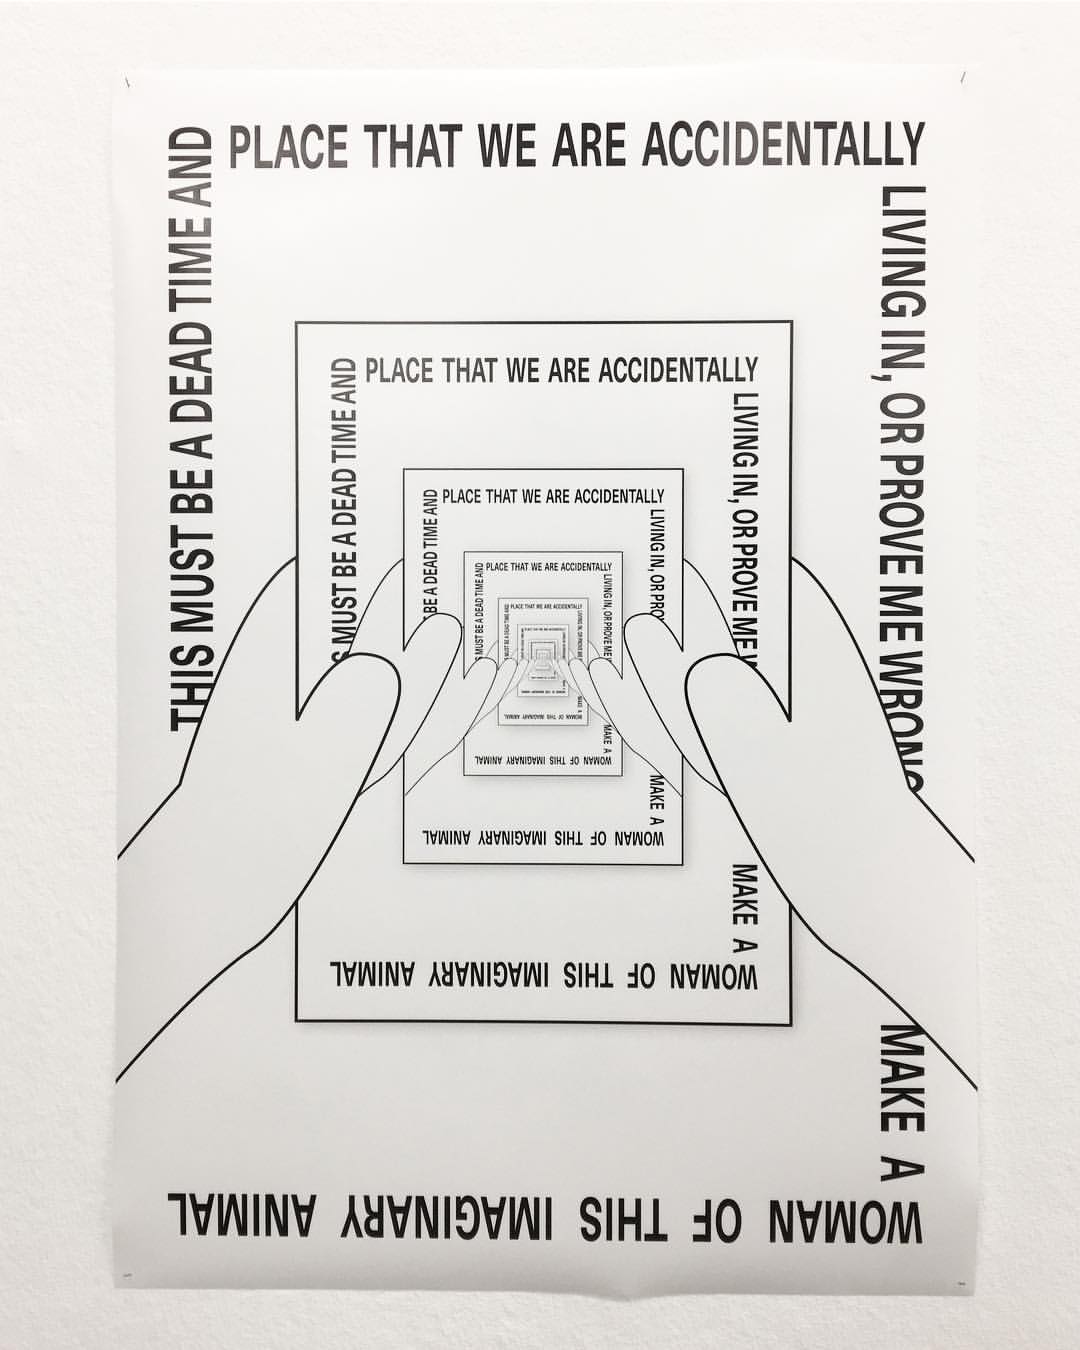 THIS MUST BE A DEAD TIME AND
PLACE THAT WE ARE ACCIDENTALLY
LIVING IN, OR PROVE ME WRONG
MAKE A
WOMAN OF THIS IMAGINARY ANIMAL
MUST BE A DEAD TIME AND
PLACE THAT WE ARE ACCIDENTALLY
LIVING IN, OR PROVE ME
MAKE A
WOMAN OF THIS IMAGINARY ANIMAL
BE A DEAD TIME AND
PLACE THAT WE ARE ACCIDENTALLY
LIVING IN, OR
MAKE A
WOMAN OF THIS IMAGINARY ANIMAL
MUST BE A DEAD TIME AND
PLACE THAT WE ARE ACCIDENTALLY
LIVING IN, OR PROVE ME
MAKE A
WOMAN OF THIS IMAGINARY ANIMAL
MUST BE A DEAD TIME AND
PLACE THAT WE ARE ACCIDENTALLY
MAKE A
WOMAN OF THIS IMAGINARY ANIMAL